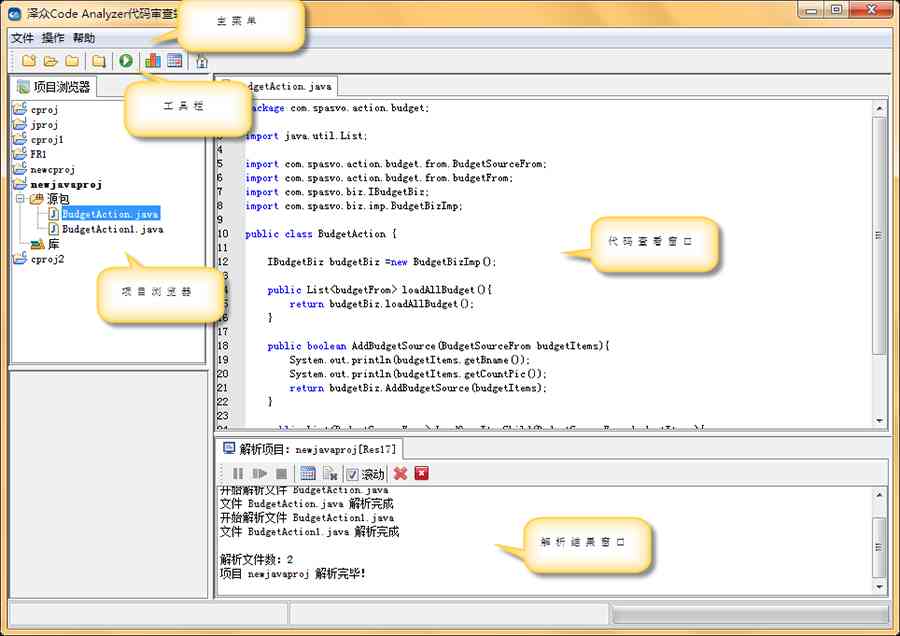 泽众Code Analyzer代码审查
主菜单
文件 操作 帮助
工具栏
项目浏览器
cproj
jproj
cproj1
FR1
newcproj
newjavaproj
源包
BudgetAction.java
BudgetAction1.java
库
cproj2
项目浏览器
dgetAction.java
ackage com.spasvo.action.budget;
import java.util.List;
4
5 import com.spasvo.action.budget.from.BudgetSourceFrom;
6 import com.spasvo.action.budget.from.budgetFrom;
7 import com.spasvo.biz.IBudgetBiz;
8 import com.spasvo.biz.imp.BudgetBizImp;
9
10 public class BudgetAction {
11
12 IBudgetBiz budgetBiz =new BudgetBizImp();
public List<budgetFrom> loadAllBudget(){
return budgetBiz.loadAllBudget();
}
17
18 public boolean AddBudgetSource(BudgetSourceFrom budgetItems){
19 System.out.println(budgetItems.getBname());
20 System.out.println(budgetItems.getCountPic());
21 return budgetBiz.AddBudgetSource(budgetItems);
22 }
23
代码查看窗口
解析项目: newjavaproj[Res17]
滚动
开始解析文件 BudgetAction.java
文件 BudgetAction.java 解析完成
开始解析文件 BudgetAction1.java
文件 BudgetAction1.java 解析完成
解析文件数: 2
项目 newjavaproj 解析完毕!
解析结果窗口